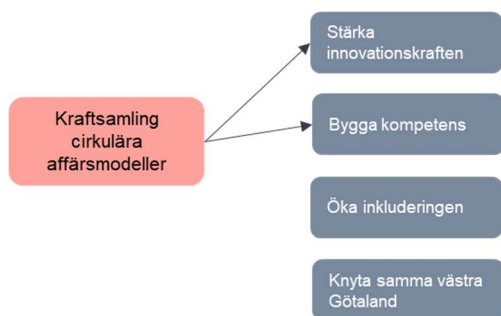 Kraftsamling
cirkulära
affärsmodeller
Stärka
innovationskraften
Bygga kompetens
Öka inkluderingen
Knyta samma västra
Götaland